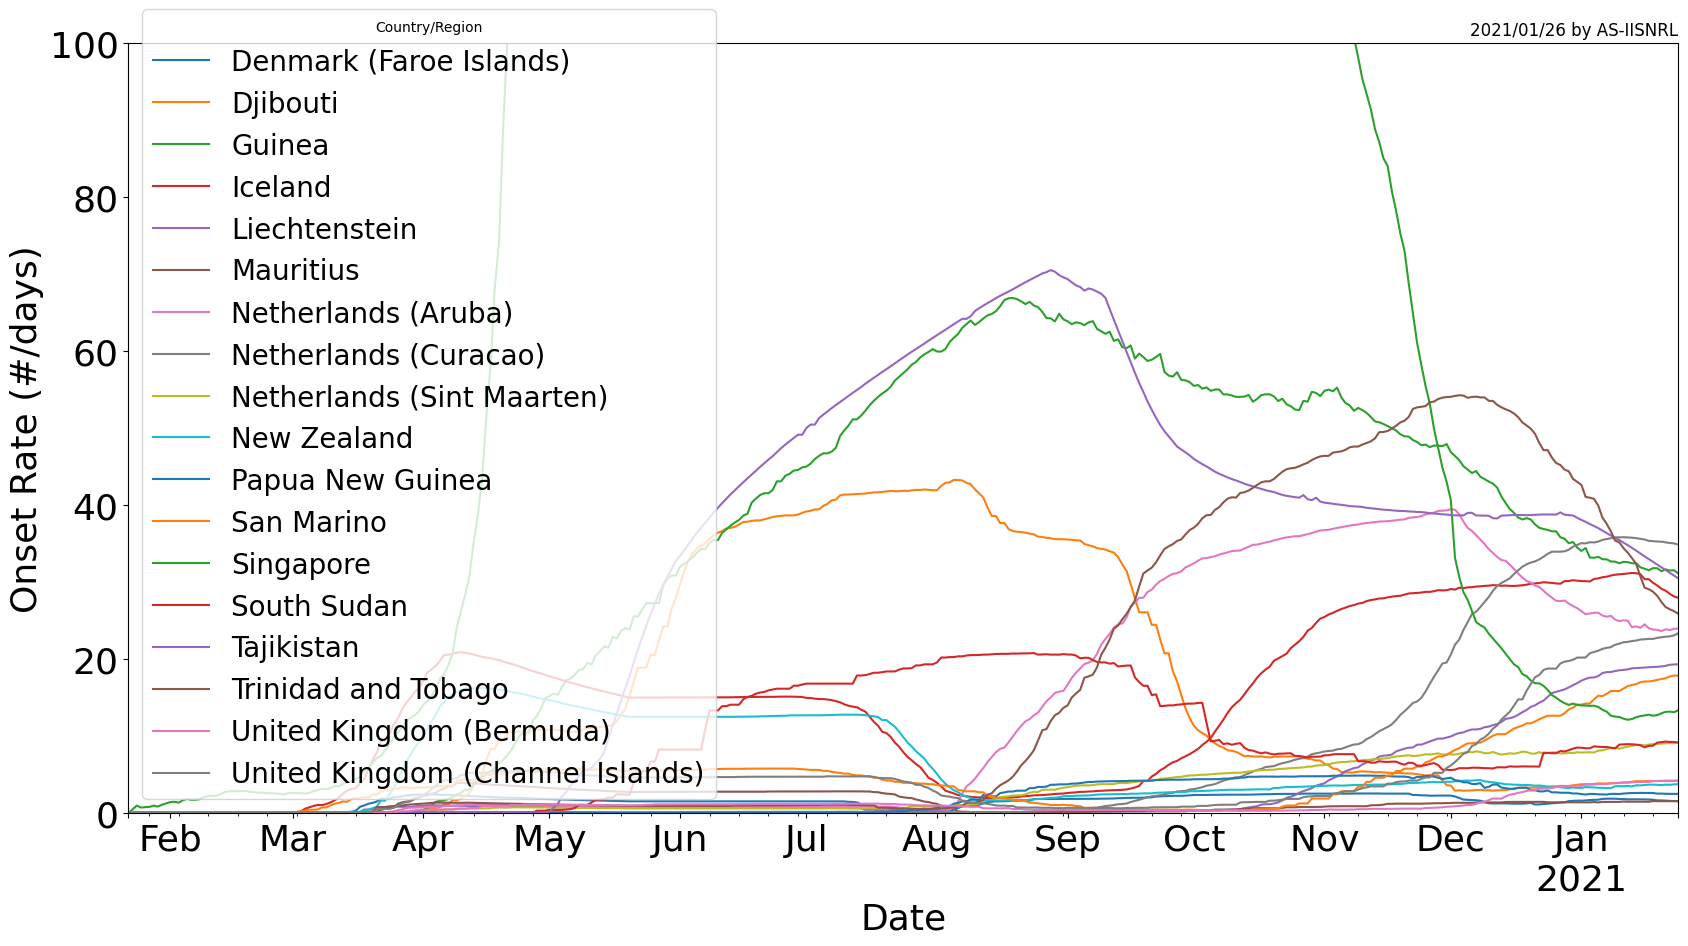 2021/01/26 by AS-IISNRL
Country/Region
Denmark (Faroe Islands)
Djibouti
Guinea
Iceland
Liechtenstein
Mauritius
Netherlands (Aruba)
Netherlands (Curacao)
Netherlands (Sint Maarten)
New Zealand
Papua New Guinea
San Marino
Singapore
South Sudan
Tajikistan
Trinidad and Tobago
United Kingdom (Bermuda)
United Kingdom (Channel Islands)
Onset Rate (#/days)
100
80
60
40
20
0
Feb Mar Apr May Jun Jul Aug Sep Oct Nov Dec Jan
2021
Date